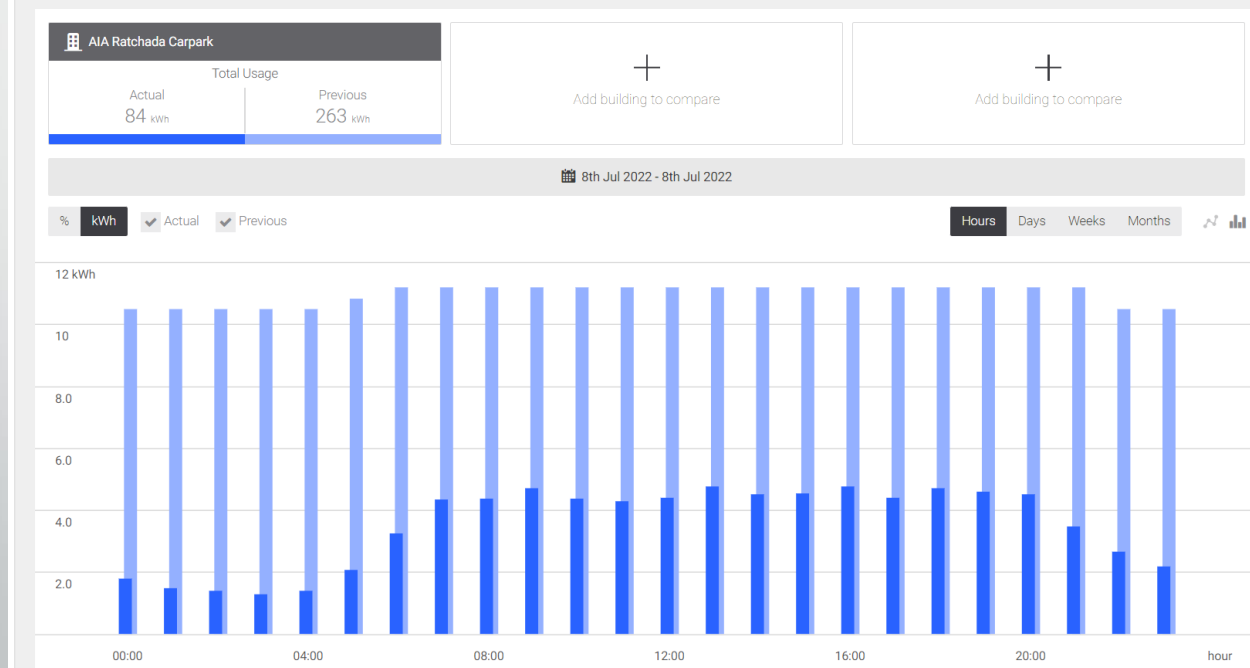 AIA Ratchada Carpark
Total Usage
Actual Previous
84 kWh 263 kWh
Add building to compare
Add building to compare
8th Jul 2022 - 8th Jul 2022
% kWh Actual Previous Hours Days Weeks Months
12 kWh
10
8.0
6.0
4.0
2.0
00:00 04:00 08:00 12:00 16:00 20:00 hour